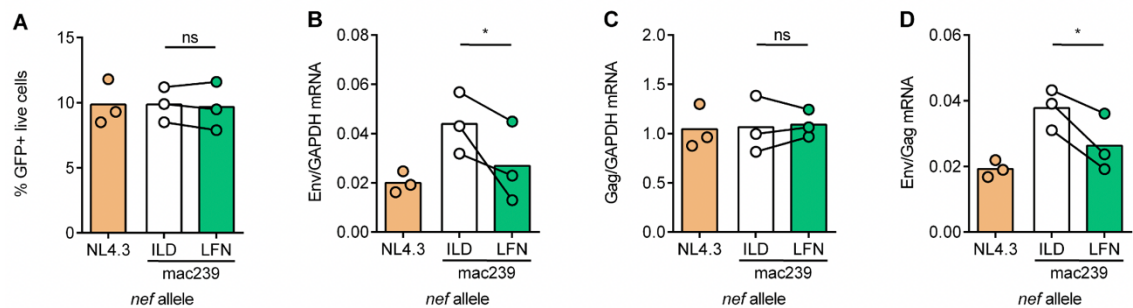 A
% GFP+ live cells
15
10
5
0
ns
NL4.3 ILD LFN
mac239
nef allele
B
Env/GAPDH mRNA
0.08
0.06
0.04
0.02
0.00
*
NL4.3 ILD LFN
mac239
nef allele
C
Gag/GAPDH mRNA
2.0
1.5
1.0
0.5
0.0
ns
NL4.3 ILD LFN
mac239
nef allele
D
Env/Gag mRNA
0.06
0.04
0.02
0.00
*
NL4.3 ILD LFN
mac239
nef allele